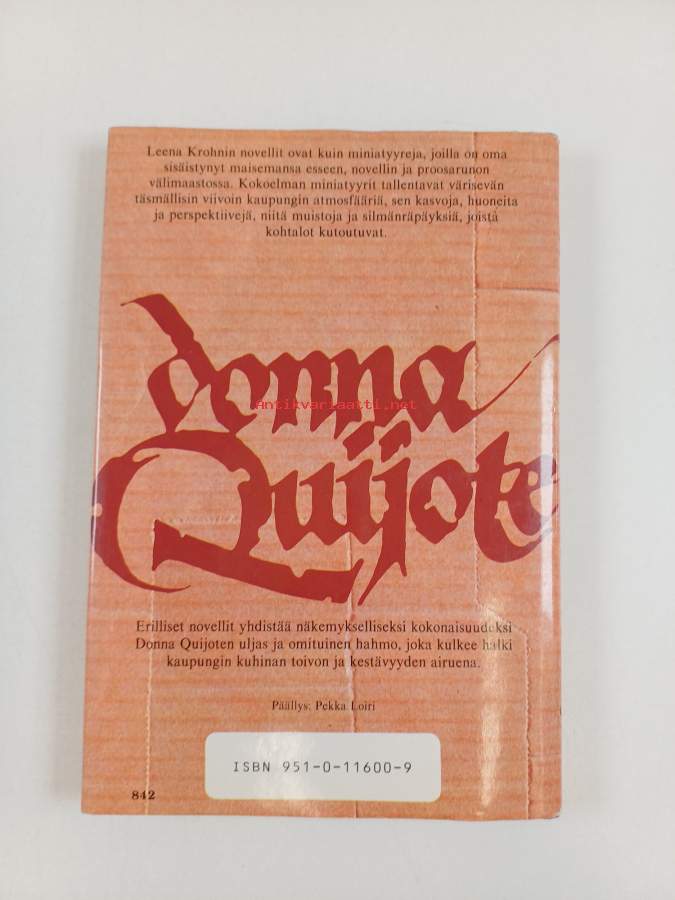 Leena Krohnin novellit ovat kuin miniatyyreja, joilla on oma
sisäistynyt maisemansa esseen, novellin ja proosarunon
välimaastossa. Kokoelman miniatyyrit tallentavat värisevän
täsmällisin viivoin kaupungin atmosfääriä, sen kasvoja, huoneita
ja perspektiivejä, niitä muistoja ja silmänräpäyksiä, joista
kohtalot kutoutuvat.
donna
Antikvariaatti.net
Quijote
Erilliset novellit yhdistää näkemykselliseksi kokonaisuudeksi
Donna Quijoten uljas ja omituinen hahmo, joka kulkee halki
kaupungin kuhinan toivon ja kestävyyden airuena.
Päällys: Pekka Loiri
ISBN 951-0-11600-9
842